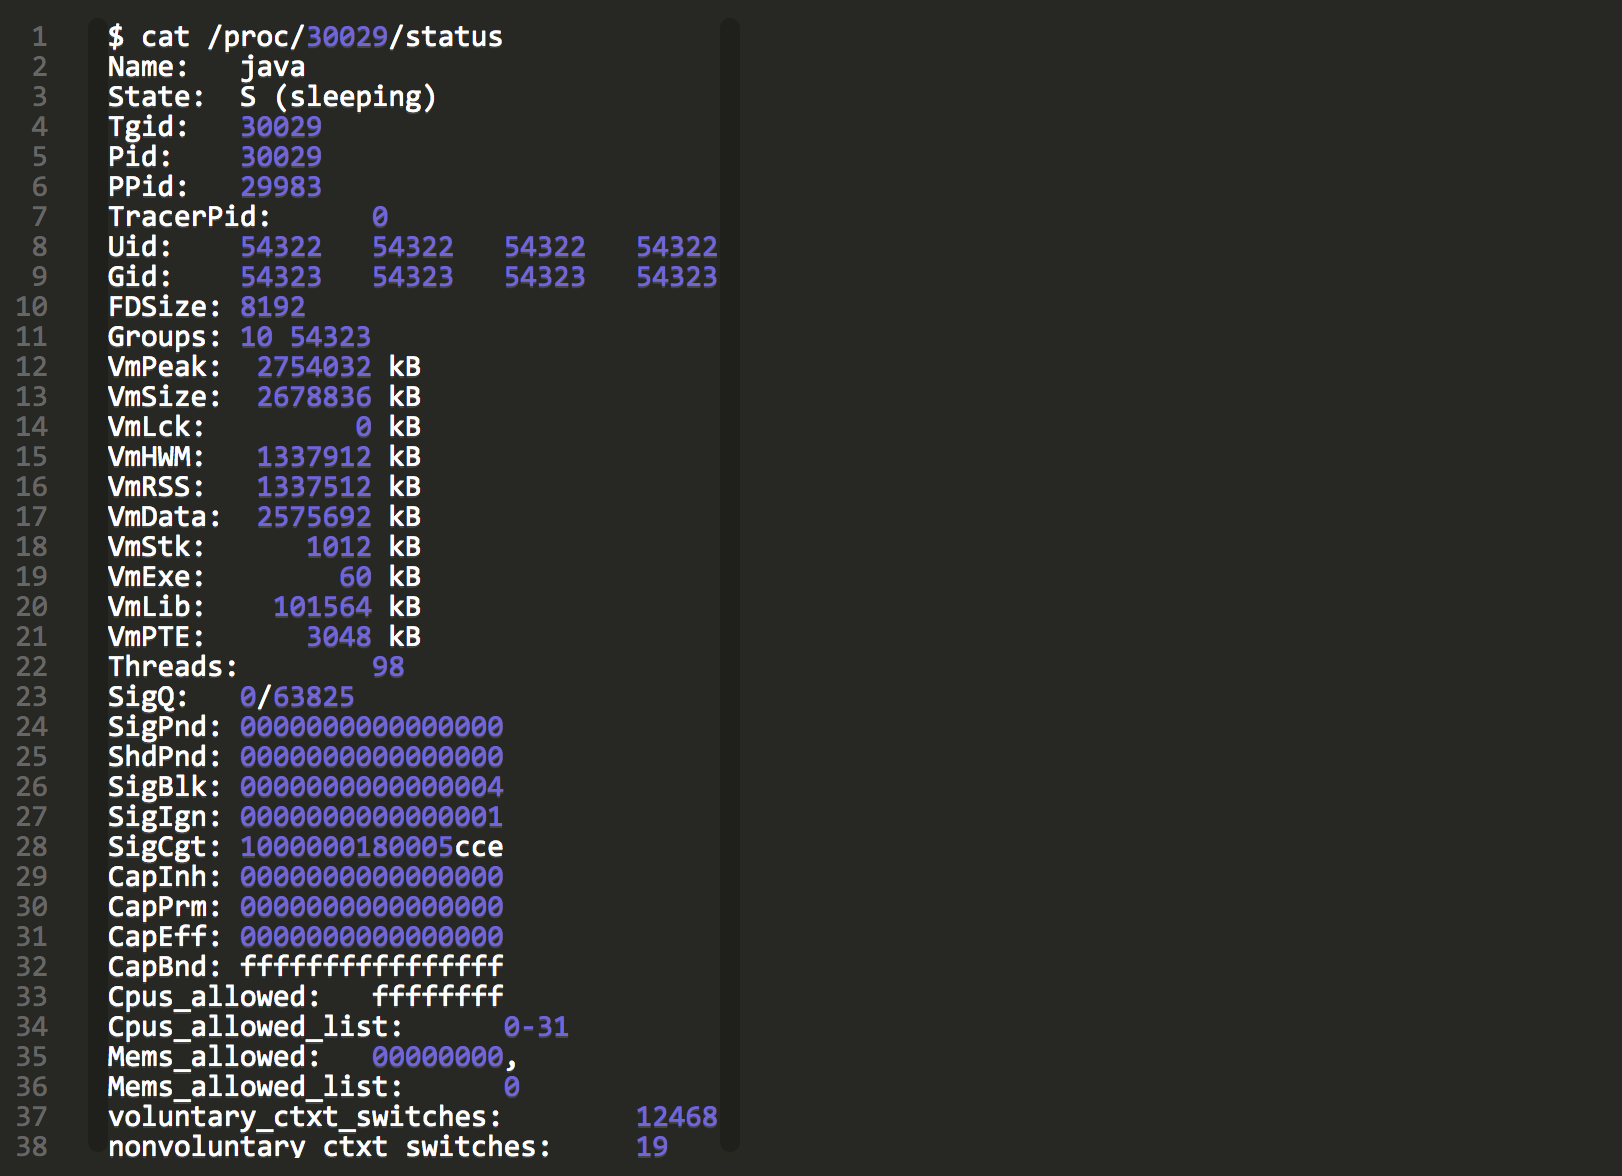 1 $ cat /proc/30029/status
2 Name: java
3 State: S (sleeping)
4 Tgid: 30029
5 Pid: 30029
6 PPid: 29983
7 TracerPid: 0
8 Uid: 54322 54322 54322 54322
9 Gid: 54323 54323 54323 54323
10 FDSize: 8192
11 Groups: 10 54323
12 VmPeak: 2754032 kB
13 VmSize: 2678836 kB
14 VmLck: 0 kB
15 VmHWM: 1337912 kB
16 VmRSS: 1337512 kB
17 VmData: 2575692 kB
18 VmStk: 1012 kB
19 VmExe: 60 kB
20 VmLib: 101564 kB
21 VmPTE: 3048 kB
22 Threads: 98
23 SigQ: 0/63825
24 SigPnd: 0000000000000000
25 ShdPnd: 0000000000000000
26 SigBlk: 0000000000000004
27 SigIgn: 0000000000000001
28 SigCgt: 1000000180005cce
29 CapInh: 0000000000000000
30 CapPrm: 0000000000000000
31 CapEff: 0000000000000000
32 CapBnd: ffffffffffffffff
33 Cpus_allowed: ffffffff
34 Cpus_allowed_list: 0-31
35 Mems_allowed: 00000000,
36 Mems_allowed_list: 0
37 voluntary_ctxt_switches: 12468
38 nonvoluntary_ctxt_switches: 19